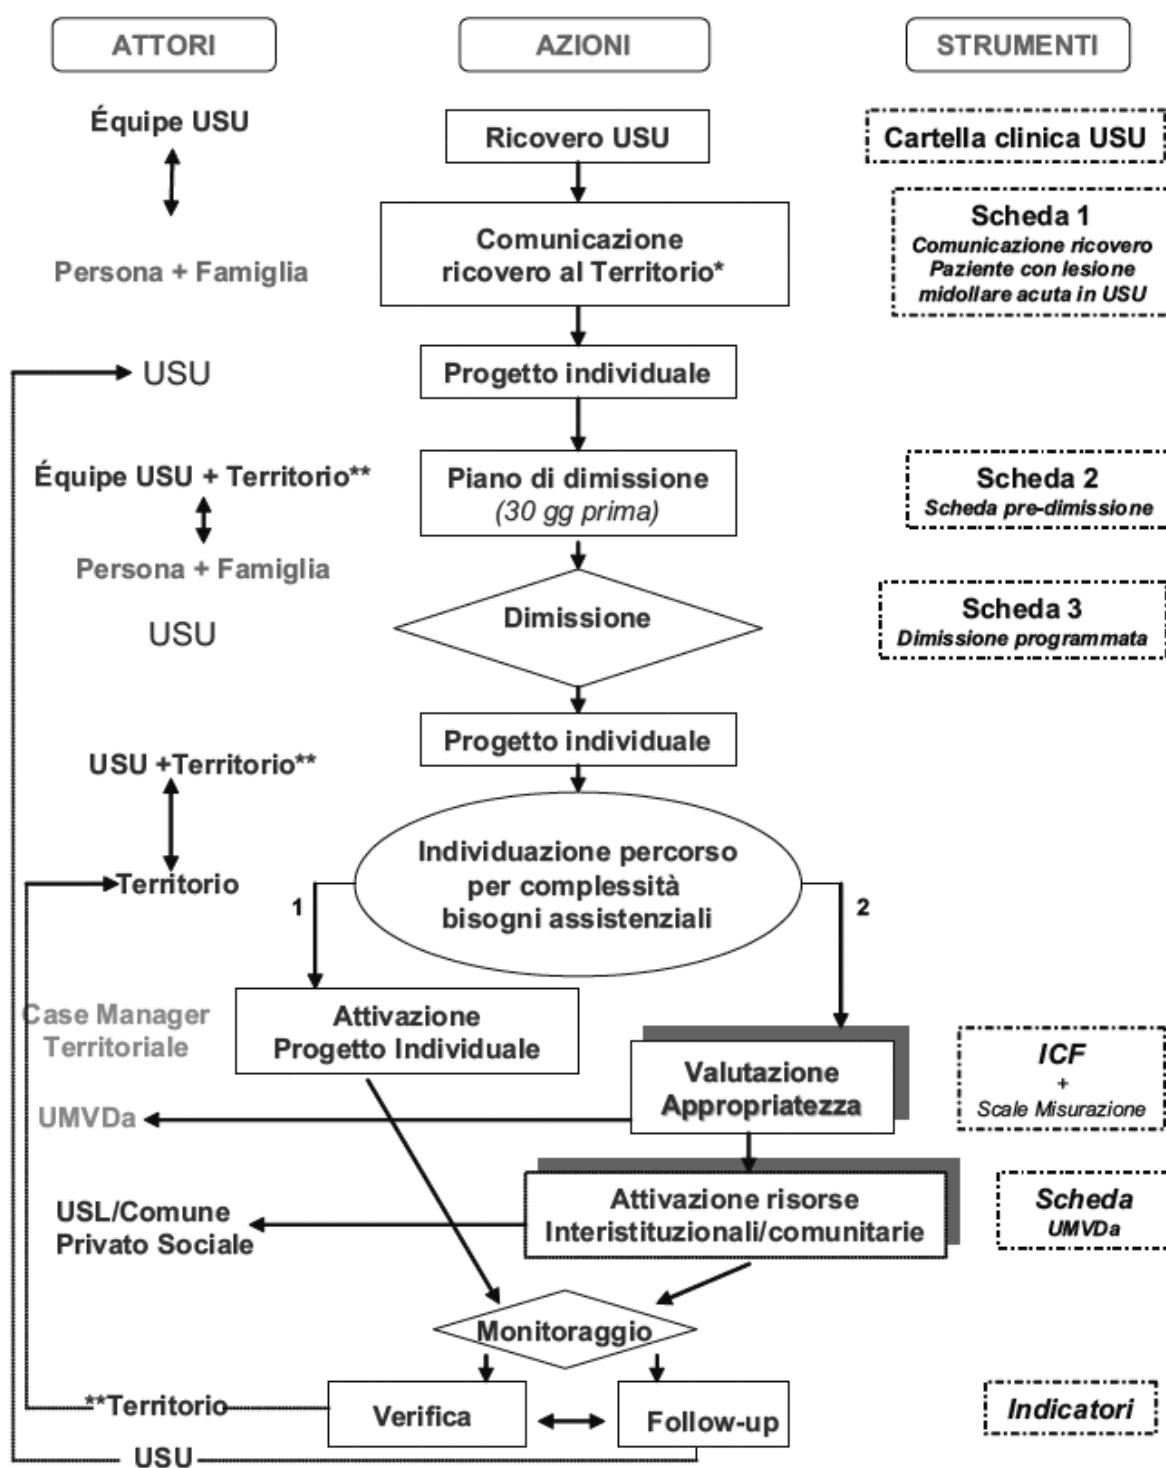 ATTORI
AZIONI
STRUMENTI
Équipe USU
Ricovero USU
Cartella clinica USU
Persona + Famiglia
Comunicazione
ricovero al Territorio*
Scheda 1
Comunicazione ricovero
Paziente con lesione
midollare acuta in USU
USU
Progetto individuale
Équipe USU + Territorio**
Piano di dimissione
(30 gg prima)
Scheda 2
Scheda pre-dimissione
Persona + Famiglia
USU
Dimissione
Scheda 3
Dimissione programmata
USU +Territorio**
Progetto individuale
Territorio
Individuazione percorso
per complessità
bisogni assistenziali
1
2
Case Manager
Territoriale
Attivazione
Progetto Individuale
Valutazione
Appropriatezza
ICF
+
Scale Misurazione
UMVDa
USL/Comune
Privato Sociale
Attivazione risorse
Interistituzionali/comunitarie
Scheda
UMVDa
Monitoraggio
**Territorio
Verifica
Follow-up
Indicatori
USU